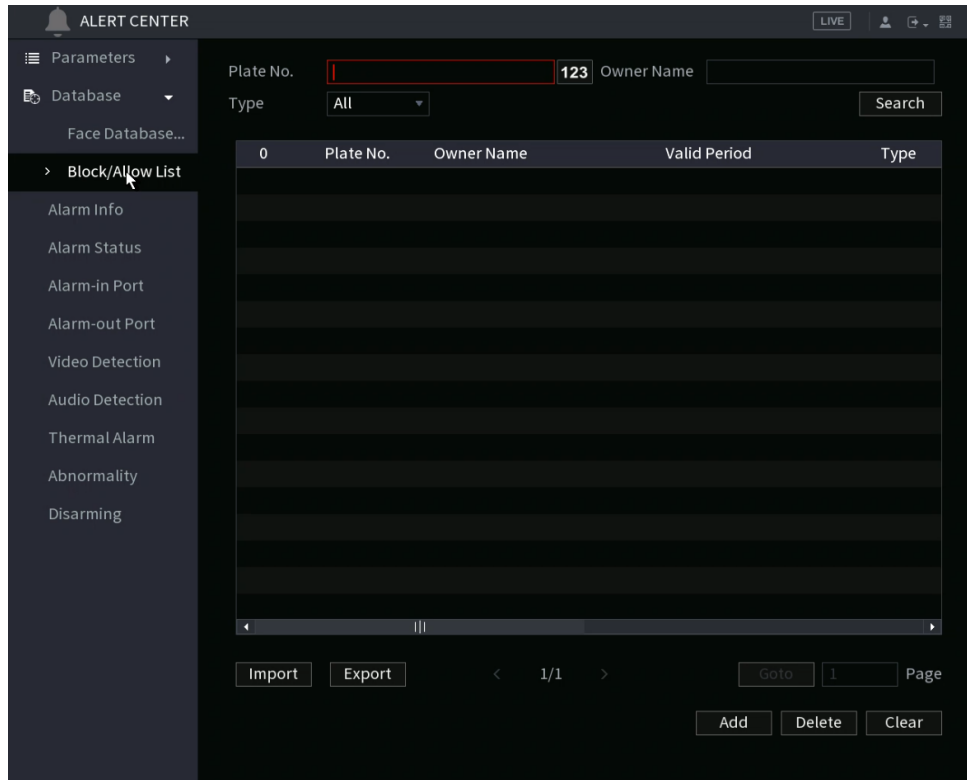 ALERT CENTER
LIVE
Parameters
Database
Face Database...
Block/Allow List
Alarm Info
Alarm Status
Alarm-in Port
Alarm-out Port
Video Detection
Audio Detection
Thermal Alarm
Abnormality
Disarming
Plate No. 123 Owner Name
Type All Search
0 Plate No. Owner Name Valid Period Type
Import Export < 1/1 > Goto 1 Page
Add Delete Clear